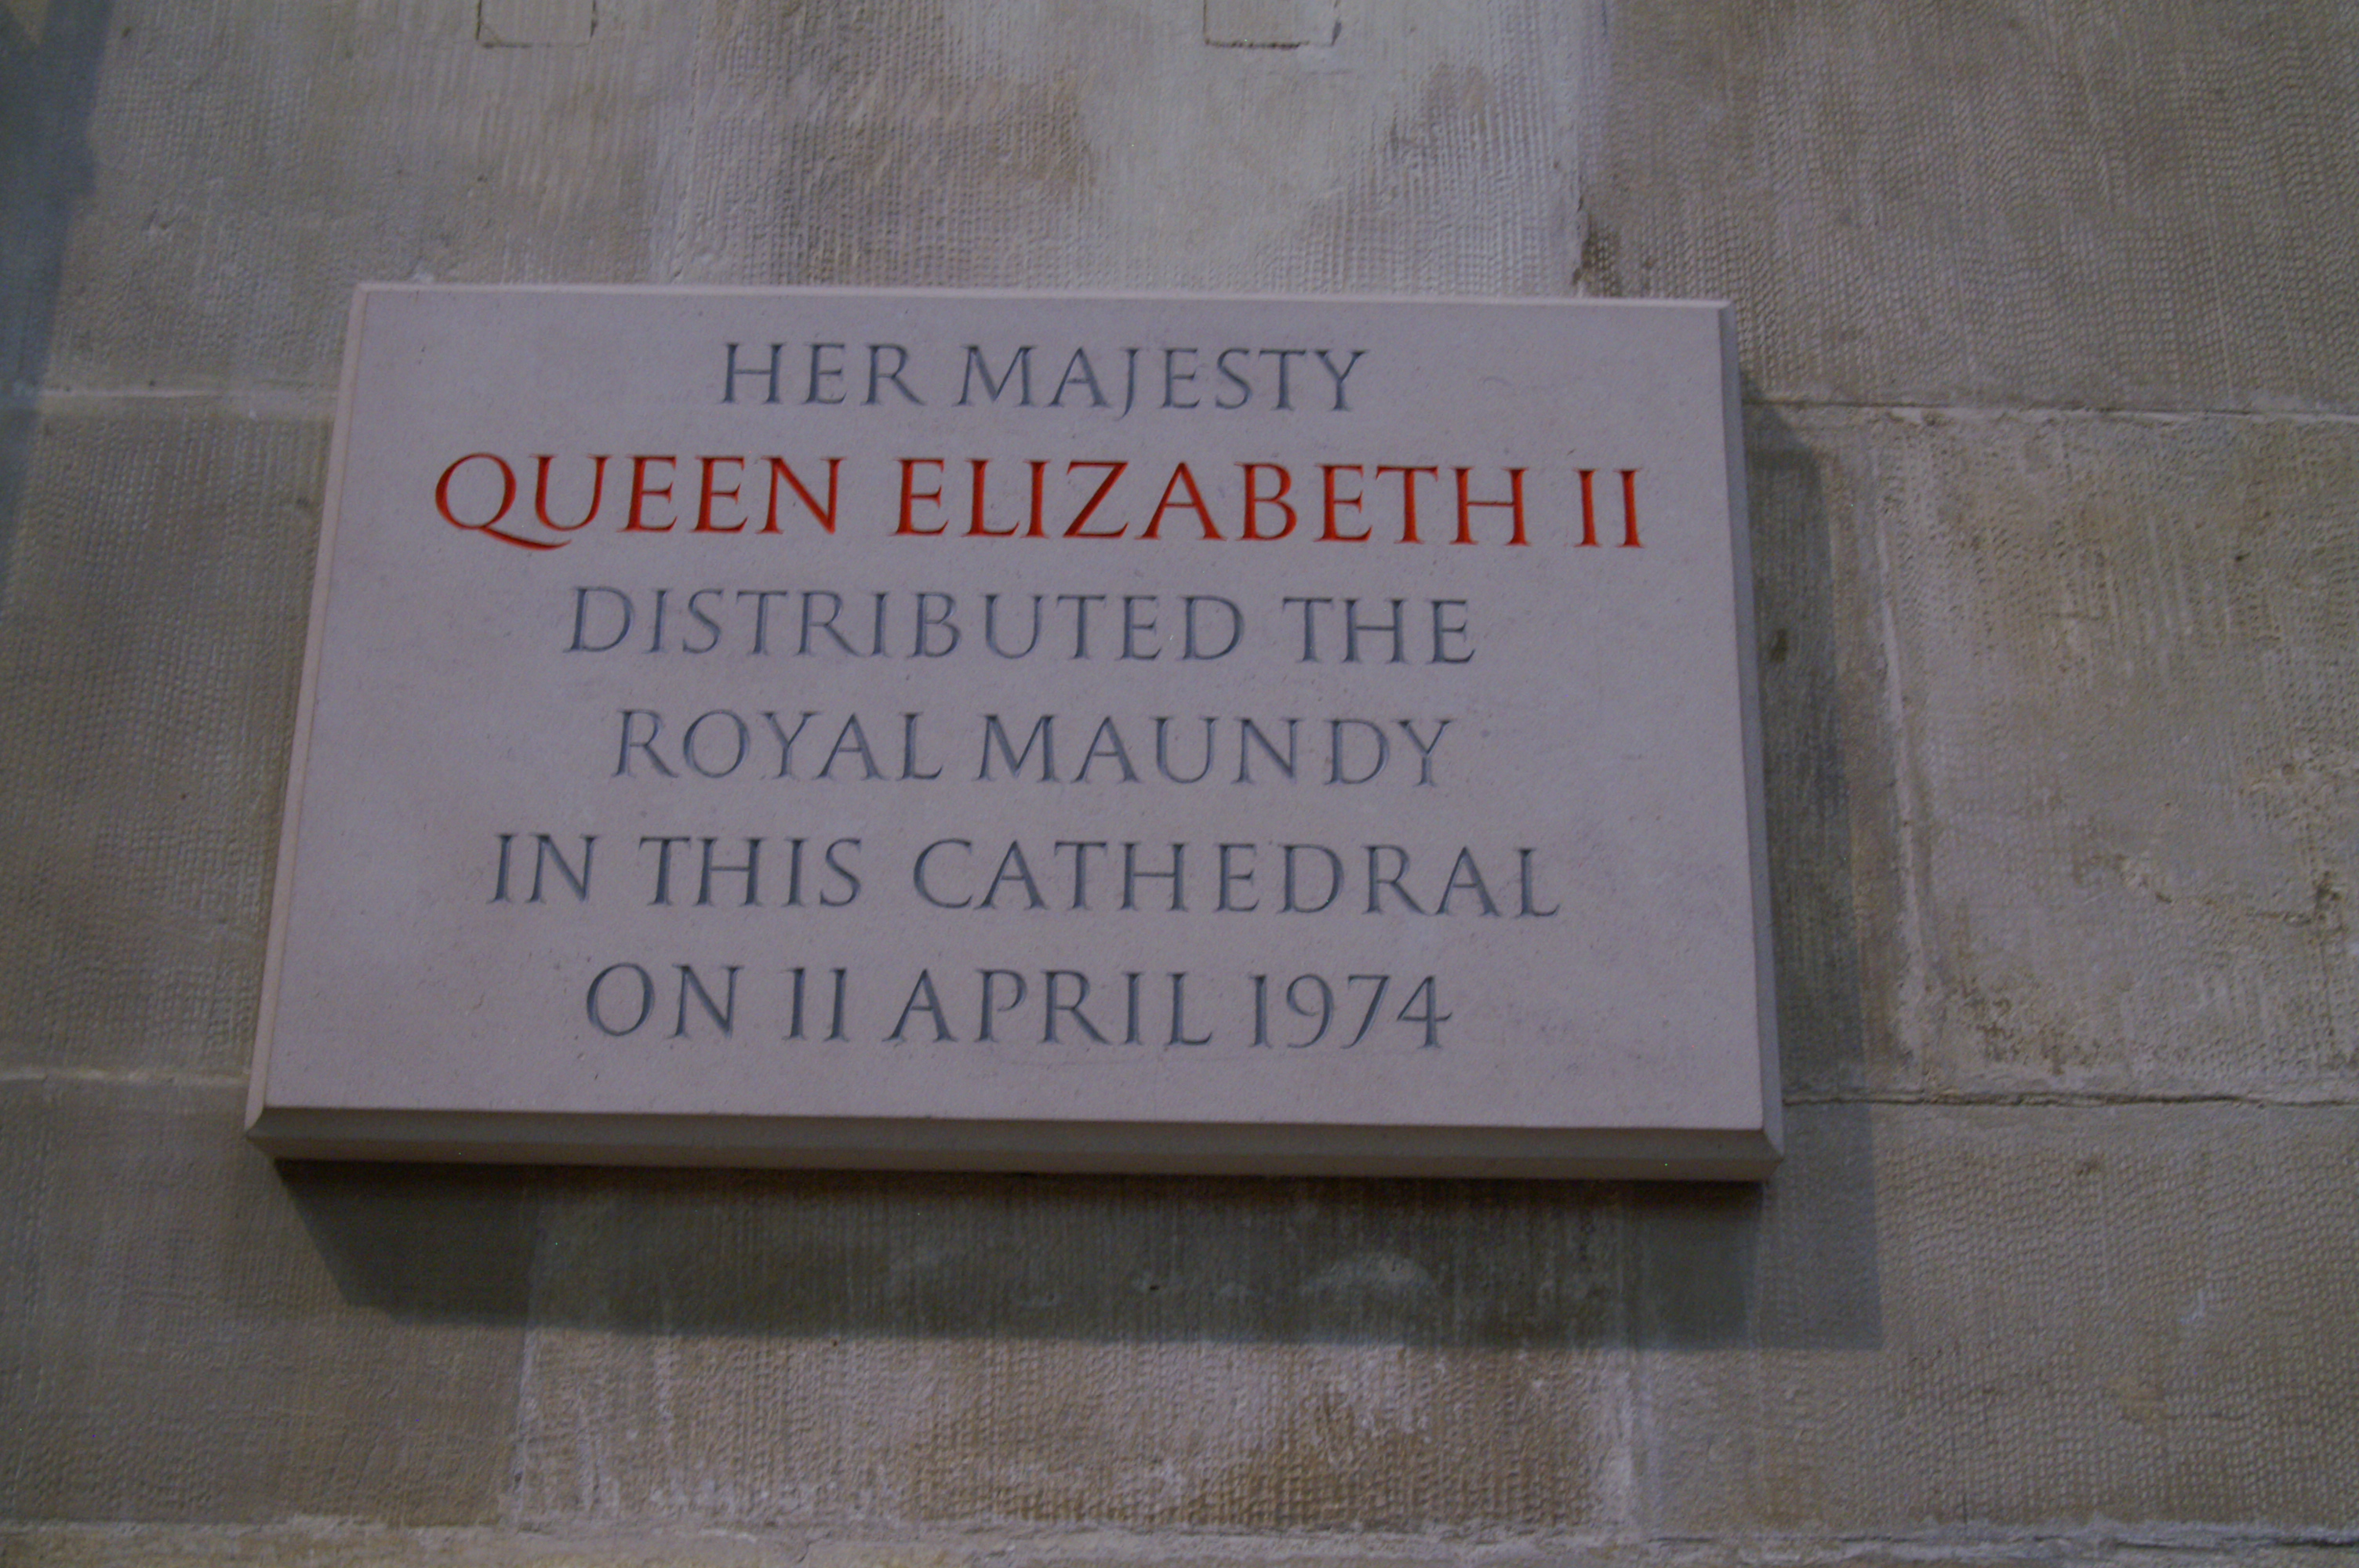 HER MAJESTY
QUEEN ELIZABETH II
DISTRIBUTED THE
ROYAL MAUNDY
IN THIS CATHEDRAL
ON 11 APRIL 1974